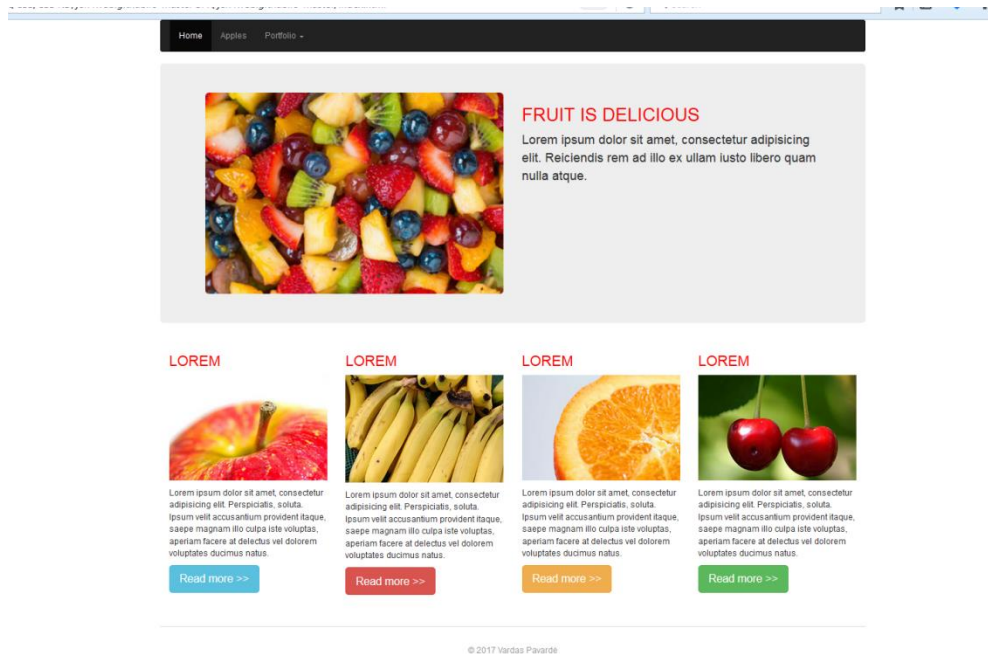 Home Apples Portfolio
FRUIT IS DELICIOUS
Lorem ipsum dolor sit amet, consectetur adipisicing
elit. Reiciendis rem ad illo ex ullam iusto libero quam
nulla atque.
LOREM
Lorem ipsum dolor sit amet, consectetur
adipisicing elit. Perspiciatis, soluta.
Ipsum velit accusantium provident itaque,
saepe magnam illo culpa iste voluptas,
aperiam facere at delectus vel dolorem
voluptates ducimus natus.
Read more >>
LOREM
Lorem ipsum dolor sit amet, consectetur
adipisicing elit. Perspiciatis, soluta.
Ipsum velit accusantium provident itaque,
saepe magnam illo culpa iste voluptas,
aperiam facere at delectus vel dolorem
voluptates ducimus natus.
Read more >>
LOREM
Lorem ipsum dolor sit amet, consectetur
adipisicing elit. Perspiciatis, soluta.
Ipsum velit accusantium provident itaque,
saepe magnam illo culpa iste voluptas,
aperiam facere at delectus vel dolorem
voluptates ducimus natus.
Read more >>
LOREM
Lorem ipsum dolor sit amet, consectetur
adipisicing elit. Perspiciatis, soluta.
Ipsum velit accusantium provident itaque,
saepe magnam illo culpa iste voluptas,
aperiam facere at delectus vel dolorem
voluptates ducimus natus.
Read more >>
© 2017 Vardas Pavardė